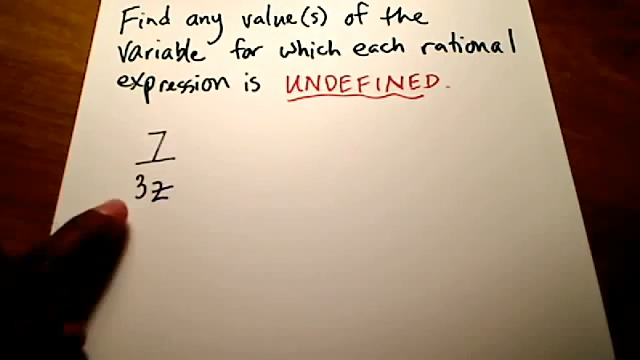 Find any value(s) of the
variable for which each rational
expression is UNDEFINED.
7
3z